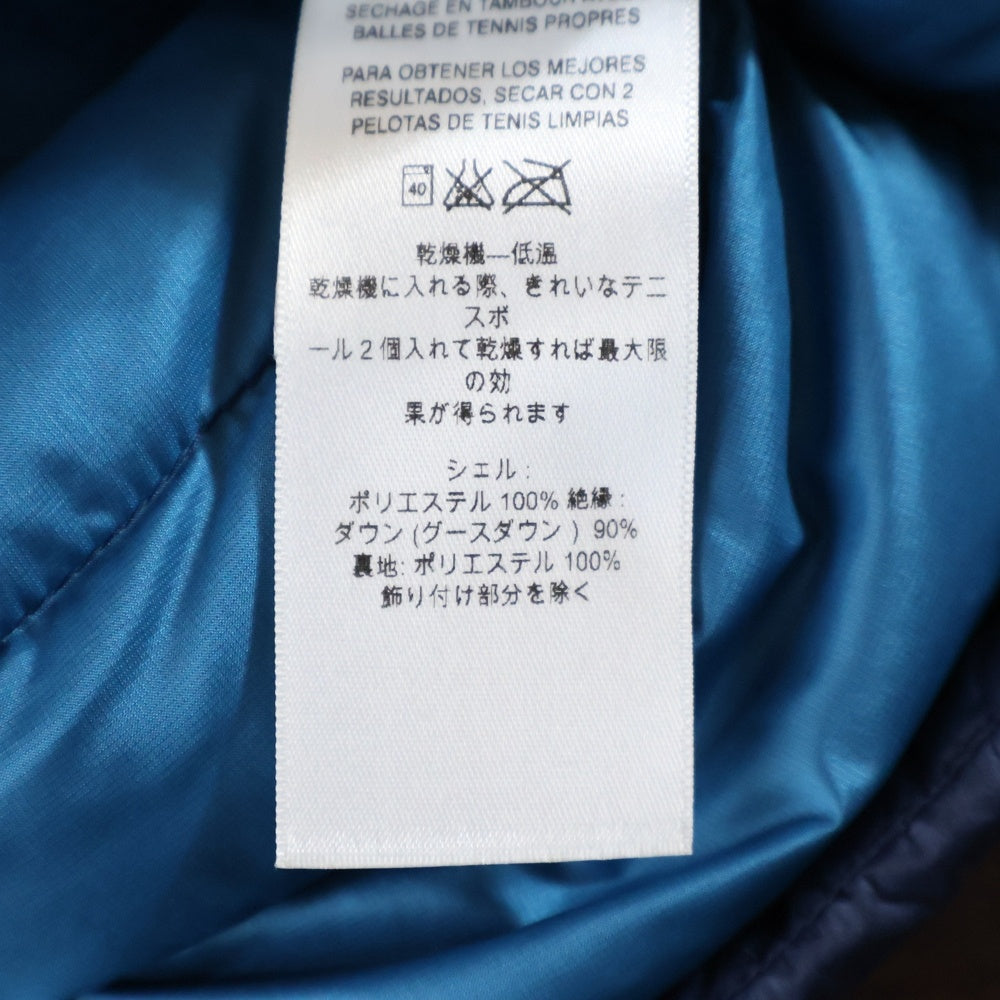 SECHAGE EN TAMBOUR
BALLES DE TENNIS PROPRES
PARA OBTENER LOS MEJORES
RESULTADOS, SECAR CON 2
PELOTAS DE TENIS LIMPIAS
40
乾燥機—低温
乾燥機に入れる際、きれいなテニ
スボ
ール2個入れて乾燥すれば最大限
の効
果が得られます
シェル:
ポリエステル 100% 絶縁:
ダウン (グースダウン ) 90%
裏地: ポリエステル 100%
飾り付け部分を除く